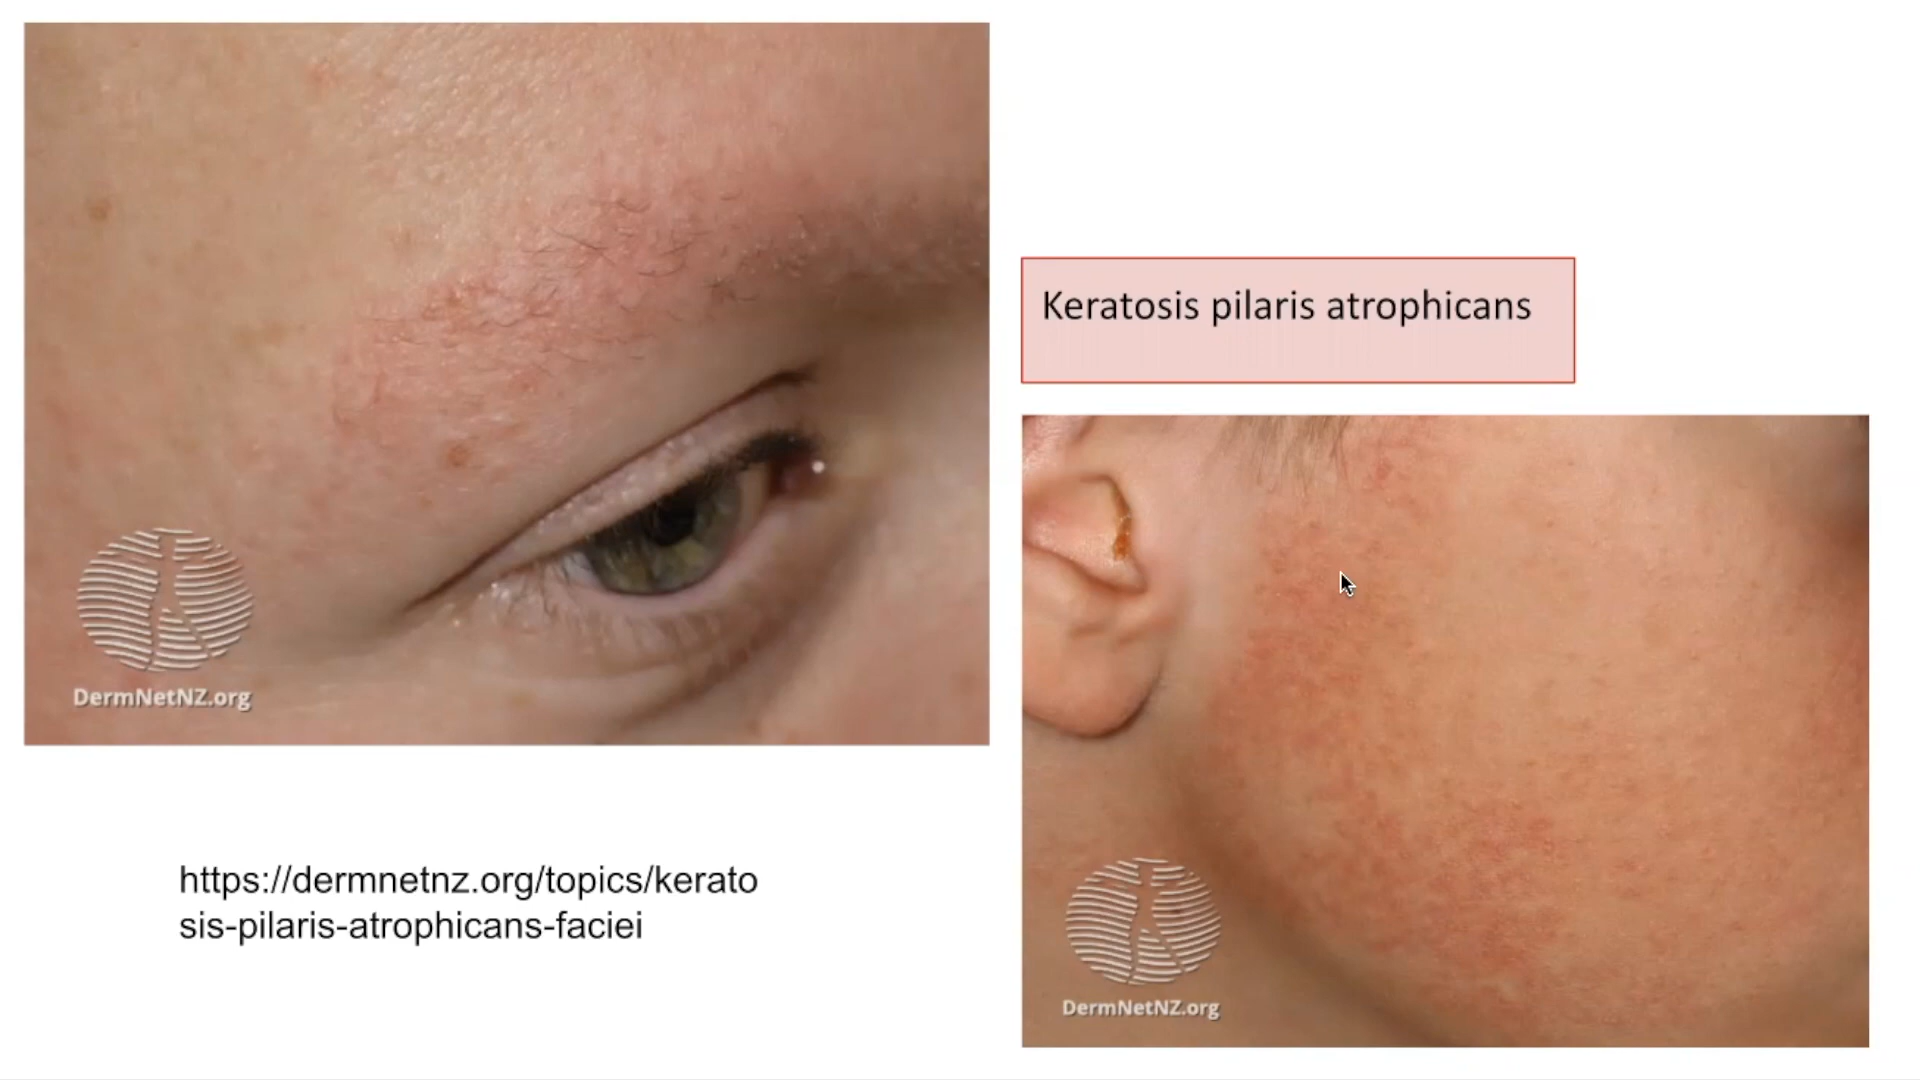 Keratosis pilaris atrophicans
DermNetNZ.org
https://dermnetnz.org/topics/kerato
sis-pilaris-atrophicans-faciei
DermNetNZ.org